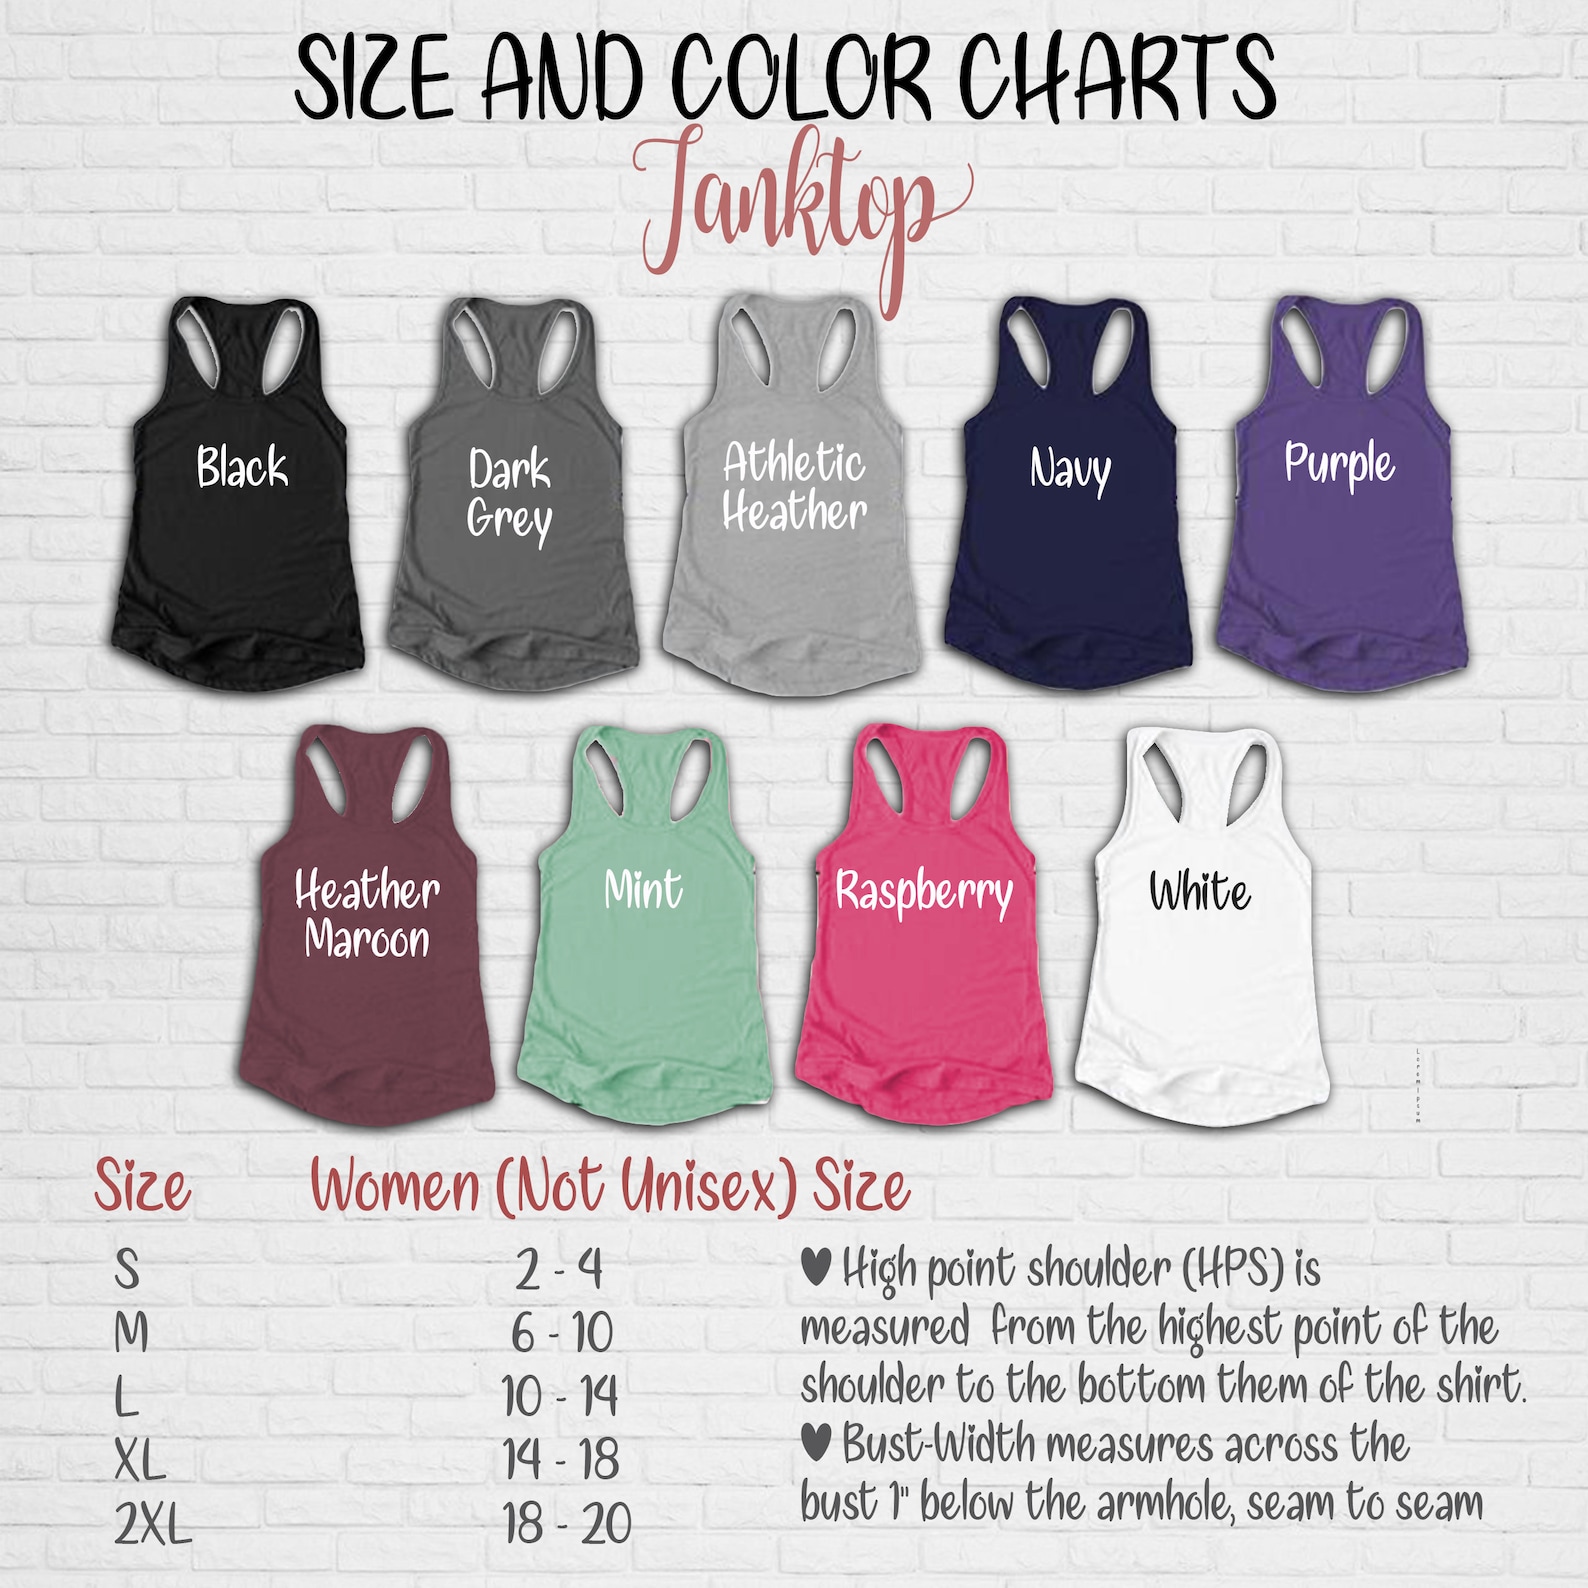 SIZE AND COLOR CHARTS
Tanktop
Black
Dark
Grey
Athletic
Heather
Navy
Purple
Heather
Maroon
Mint
Raspberry
White
Lorem Ipsum
Size Women (Not Unisex) Size
S 2 - 4
M 6 - 10
L 10 - 14
XL 14 - 18
2XL 18 - 20
♥ High point shoulder (HPS) is
measured from the highest point of the
shoulder to the bottom them of the shirt.
♥ Bust-Width measures across the
bust 1" below the armhole, seam to seam